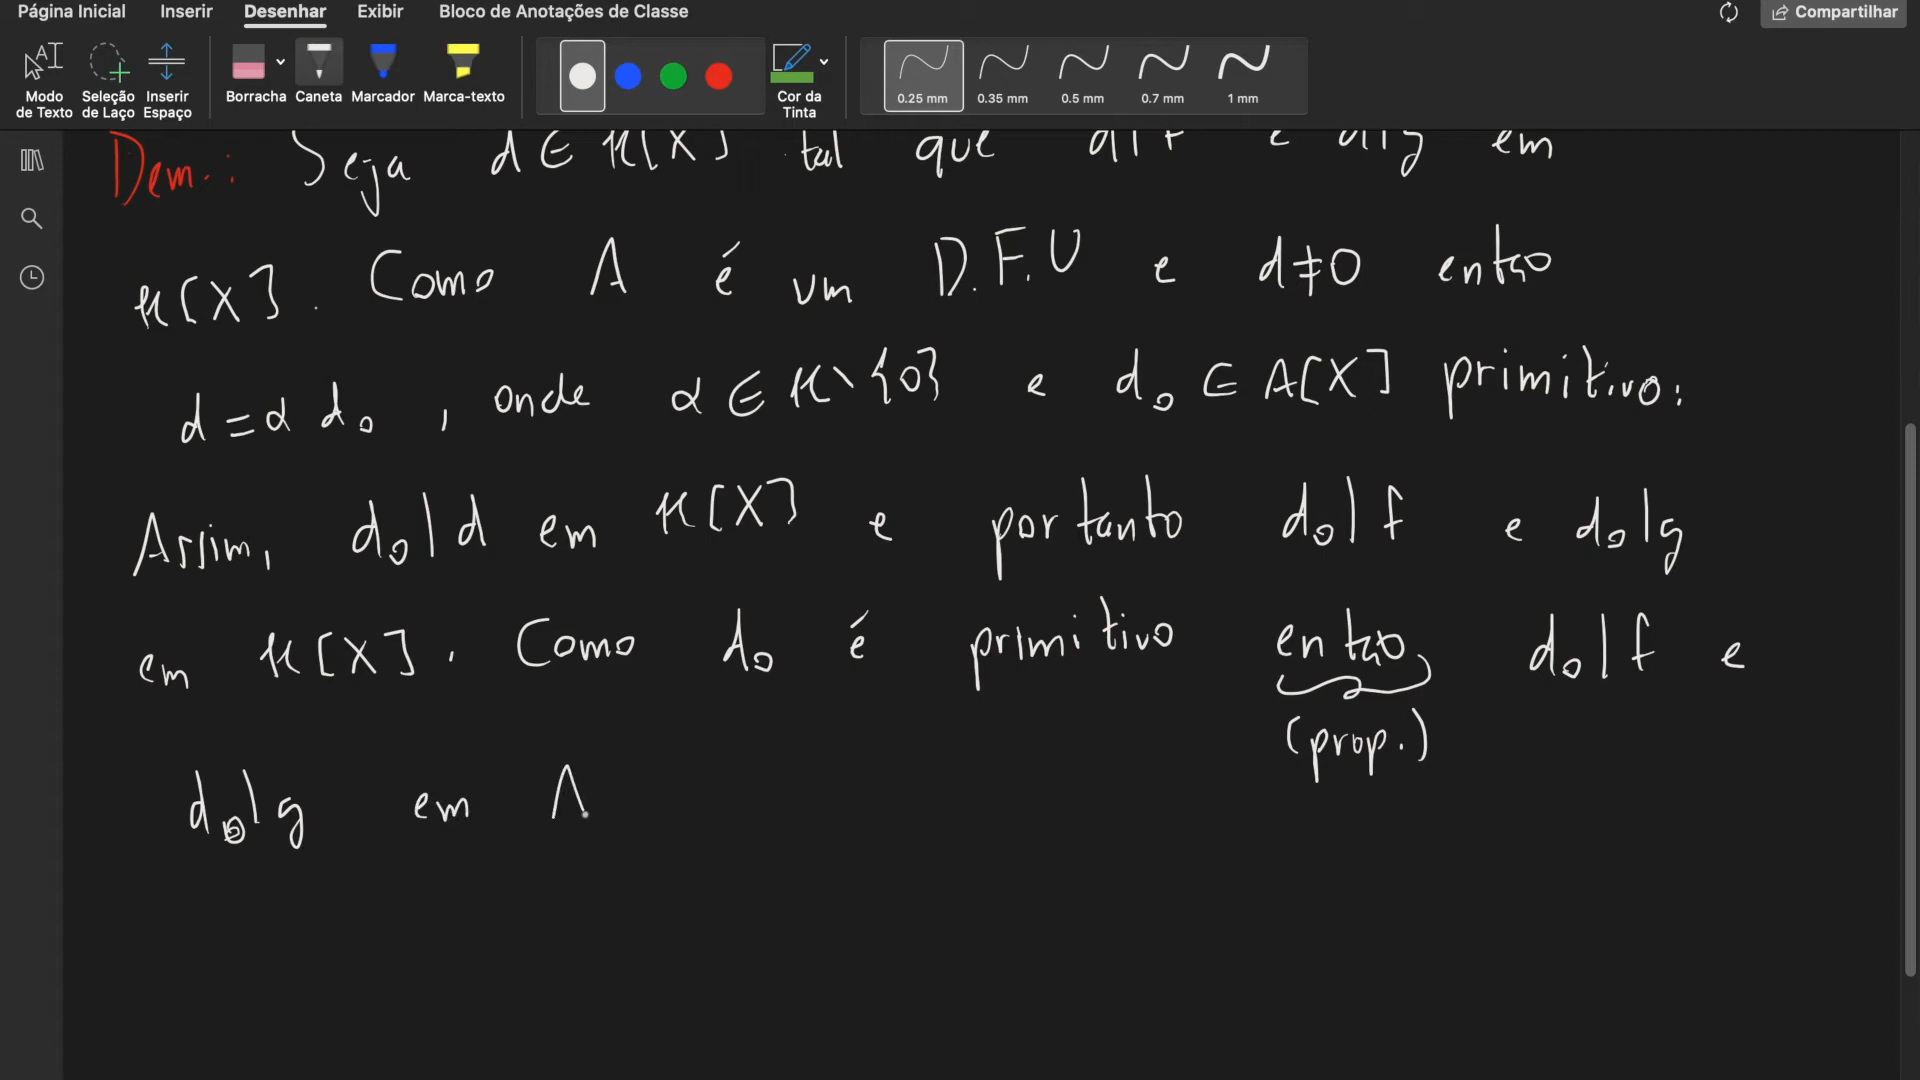 Página Inicial Inserir Desenhar Exibir Bloco de Anotações de Classe Compartilhar
Modo de Texto Seleção de Laço Inserir Espaço Borracha Caneta Marcador Marca-texto Cor da Tinta 0.25 mm 0.35 mm 0.5 mm 0.7 mm 1 mm
Dem.: Seja d ∈ K[X] tal que d|f e d|g em
K[X]. Como A é um D.F.U e d≠0 então
d = α d₀, onde α ∈ K\{0} e d₀ ∈ A[X] primitivo.
Assim, d₀|d em K[X] e portanto d₀|f e d₀|g
em K[X]. Como d₀ é primitivo então d₀|f e
(prop.)
d₀|g em A